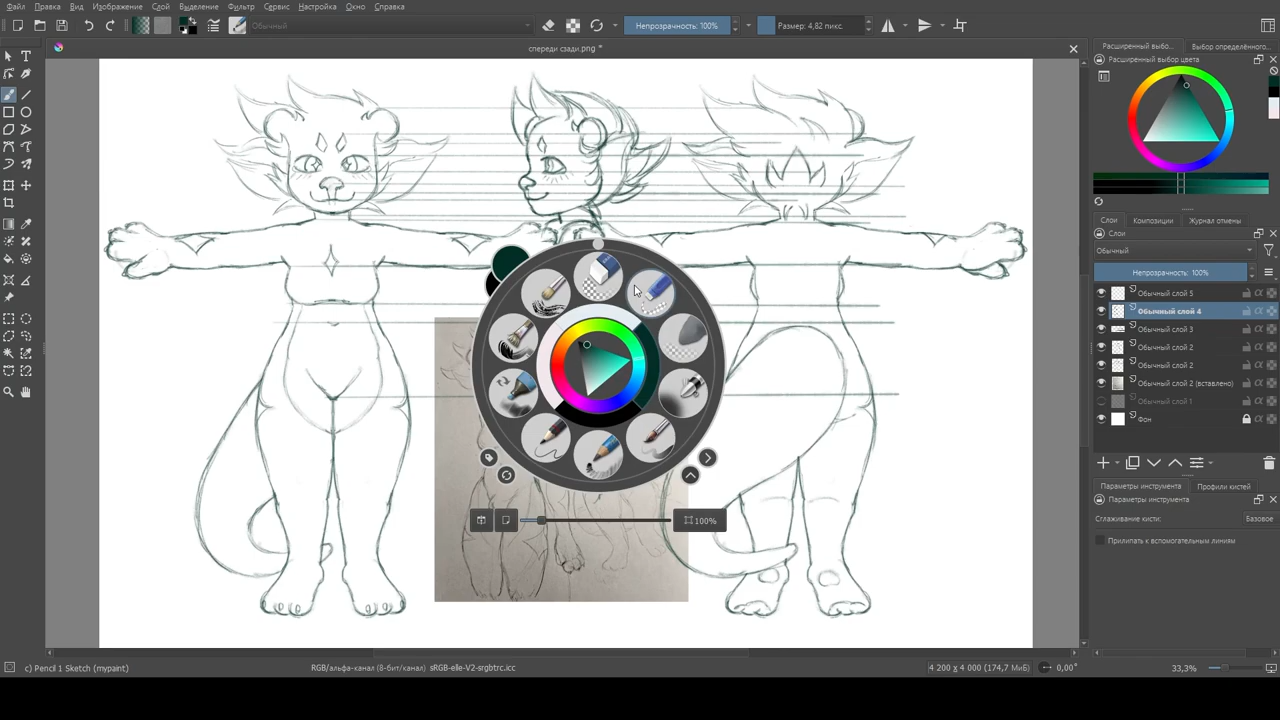 Файл Правка Вид Изображение Слой Выделение Фильтр Сервис Настройка Окно Справка
Обычный Непрозрачность: 100% Размер: 4,82 пикс.
спереди сзади.png *
Расширенный выбо... Выбор определённого...
Расширенный выбор цвета
Слои Композиции Журнал отмены
Слои
Обычный
Непрозрачность: 100%
Обычный слой 5
Обычный слой 4
Обычный слой 3
Обычный слой 2
Обычный слой 2
Обычный слой 2 (вставлено)
Обычный слой 1
Фон
Параметры инструмента Профили кистей
Параметры инструмента
Сглаживание кисти: Базовое
Прилипать к вспомогательным линиям
100%
c) Pencil 1 Sketch (mypaint) RGB/альфа-канал (8-бит/канал) sRGB-elle-V2-srgbtrc.icc 4 200 x 4 000 (174,7 МиБ) 0,00° 33,3%